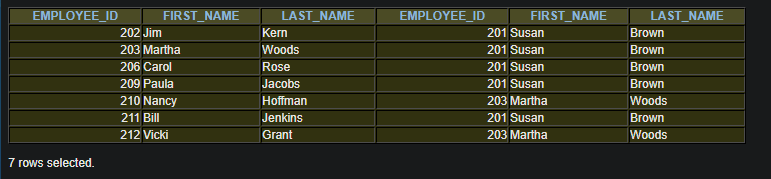 EMPLOYEE_ID FIRST_NAME LAST_NAME EMPLOYEE_ID FIRST_NAME LAST_NAME
202 Jim Kern 201 Susan Brown
203 Martha Woods 201 Susan Brown
206 Carol Rose 201 Susan Brown
209 Paula Jacobs 201 Susan Brown
210 Nancy Hoffman 203 Martha Woods
211 Bill Jenkins 201 Susan Brown
212 Vicki Grant 203 Martha Woods
7 rows selected.